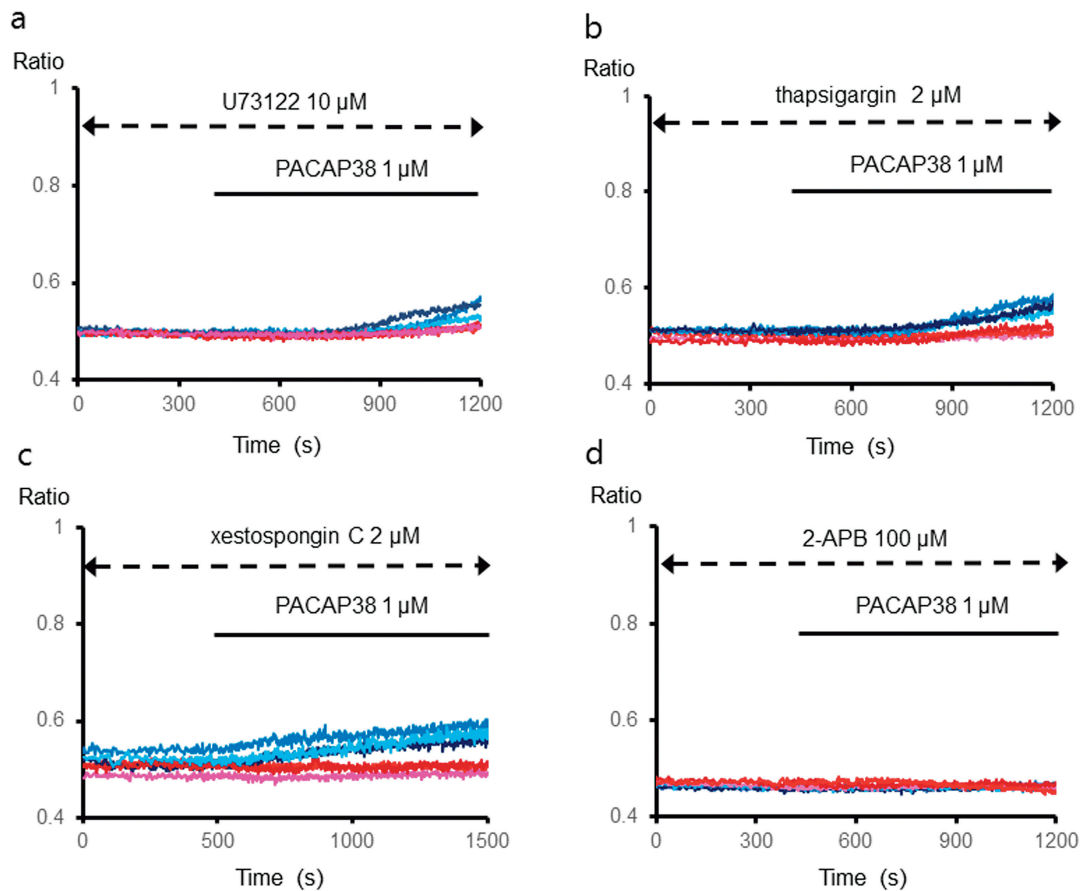 a
Ratio
1
U73122 10 µM
PACAP38 1 µM
0.8
0.6
0.4
0 300 600 900 1200
Time (s)
b
Ratio
1
thapsigargin 2 µM
PACAP38 1 µM
0.8
0.6
0.4
0 300 600 900 1200
Time (s)
c
Ratio
1
xestospongin C 2 µM
PACAP38 1 µM
0.8
0.6
0.4
0 500 1000 1500
Time (s)
d
Ratio
1
2-APB 100 µM
PACAP38 1 µM
0.8
0.6
0.4
0 300 600 900 1200
Time (s)